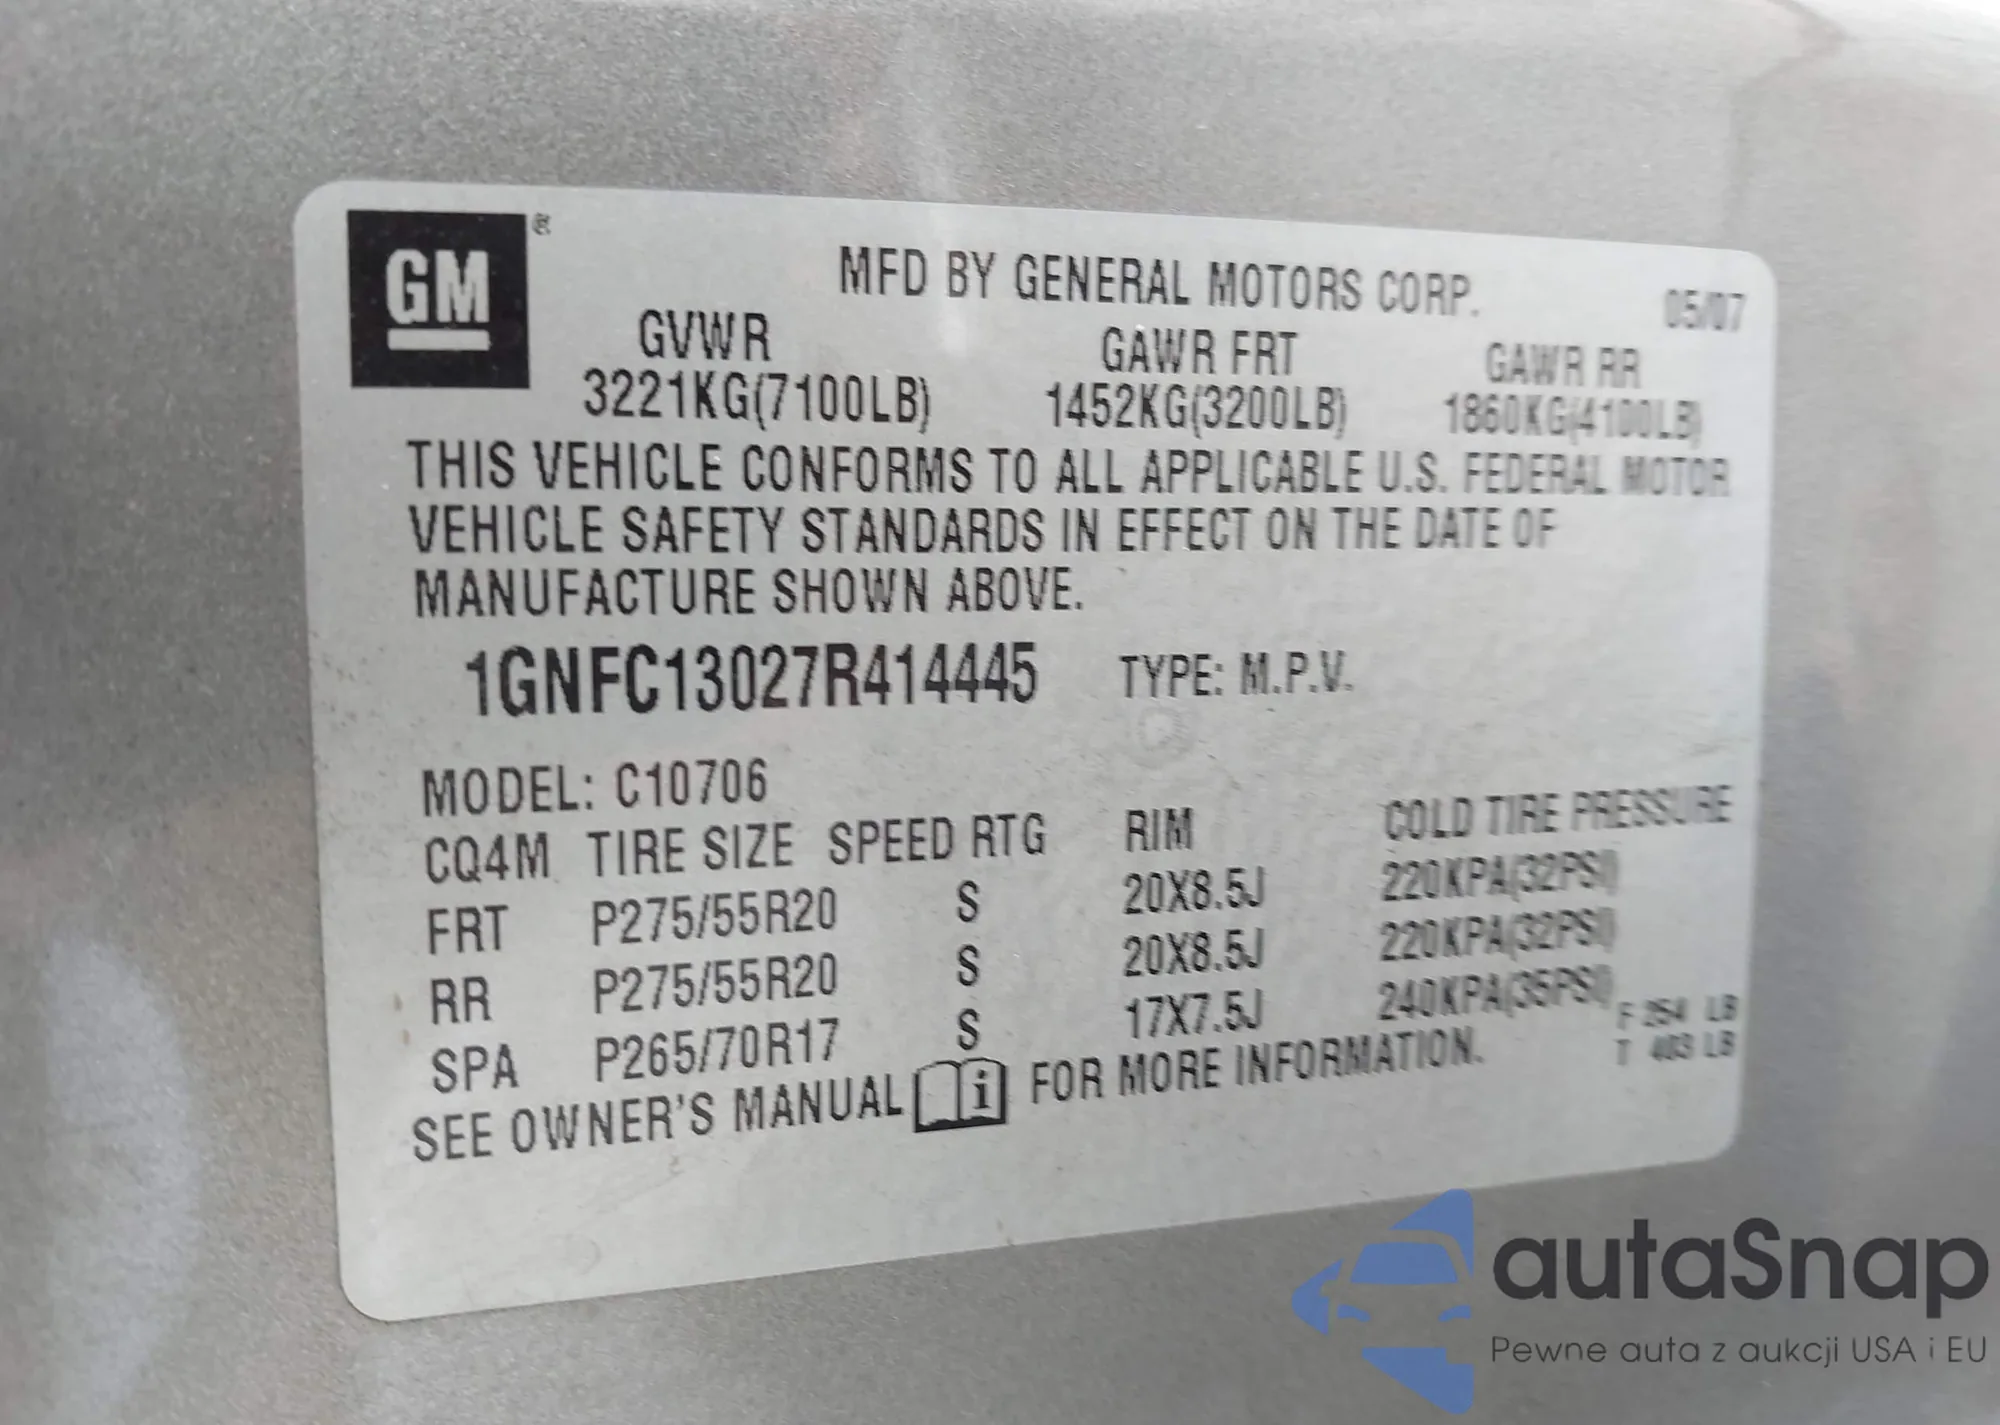 GM®
MFD BY GENERAL MOTORS CORP. 05/07
GVWR GAWR FRT GAWR RR
3221KG(7100LB) 1452KG(3200LB) 1860KG(4100LB)
THIS VEHICLE CONFORMS TO ALL APPLICABLE U.S. FEDERAL MOTOR
VEHICLE SAFETY STANDARDS IN EFFECT ON THE DATE OF
MANUFACTURE SHOWN ABOVE.
1GNFC13027R414445 TYPE: M.P.V.
MODEL: C10706
CQ4M TIRE SIZE SPEED RTG RIM COLD TIRE PRESSURE
FRT P275/55R20 S 20X8.5J 220KPA(32PSI)
RR P275/55R20 S 20X8.5J 220KPA(32PSI)
SPA P265/70R17 S 17X7.5J 240KPA(35PSI)
F 254 LB
T 403 LB
SEE OWNER'S MANUAL i FOR MORE INFORMATION.
autaSnap
Pewne auta z aukcji USA i EU